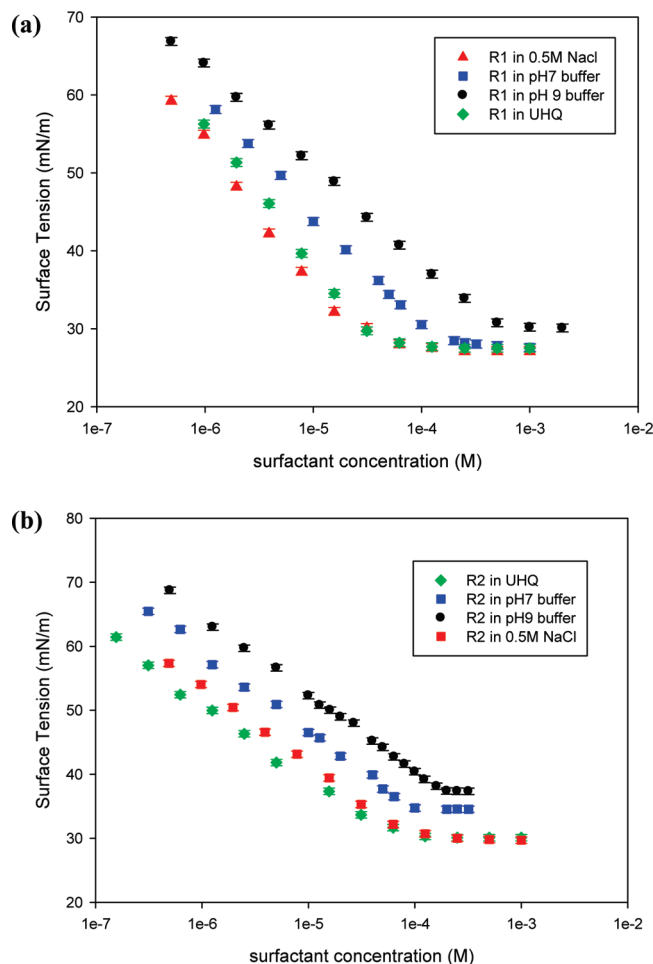 (a)
70
60
50
40
30
20
Surface Tension (mN/m)
R1 in 0.5M Nacl
R1 in pH7 buffer
R1 in pH 9 buffer
R1 in UHQ
1e-7 1e-6 1e-5 1e-4 1e-3 1e-2
surfactant concentration (M)
(b)
80
70
60
50
40
30
20
Surface Tension (mN/m)
R2 in UHQ
R2 in pH7 buffer
R2 in pH9 buffer
R2 in 0.5M NaCl
1e-7 1e-6 1e-5 1e-4 1e-3 1e-2
surfactant concentration (M)